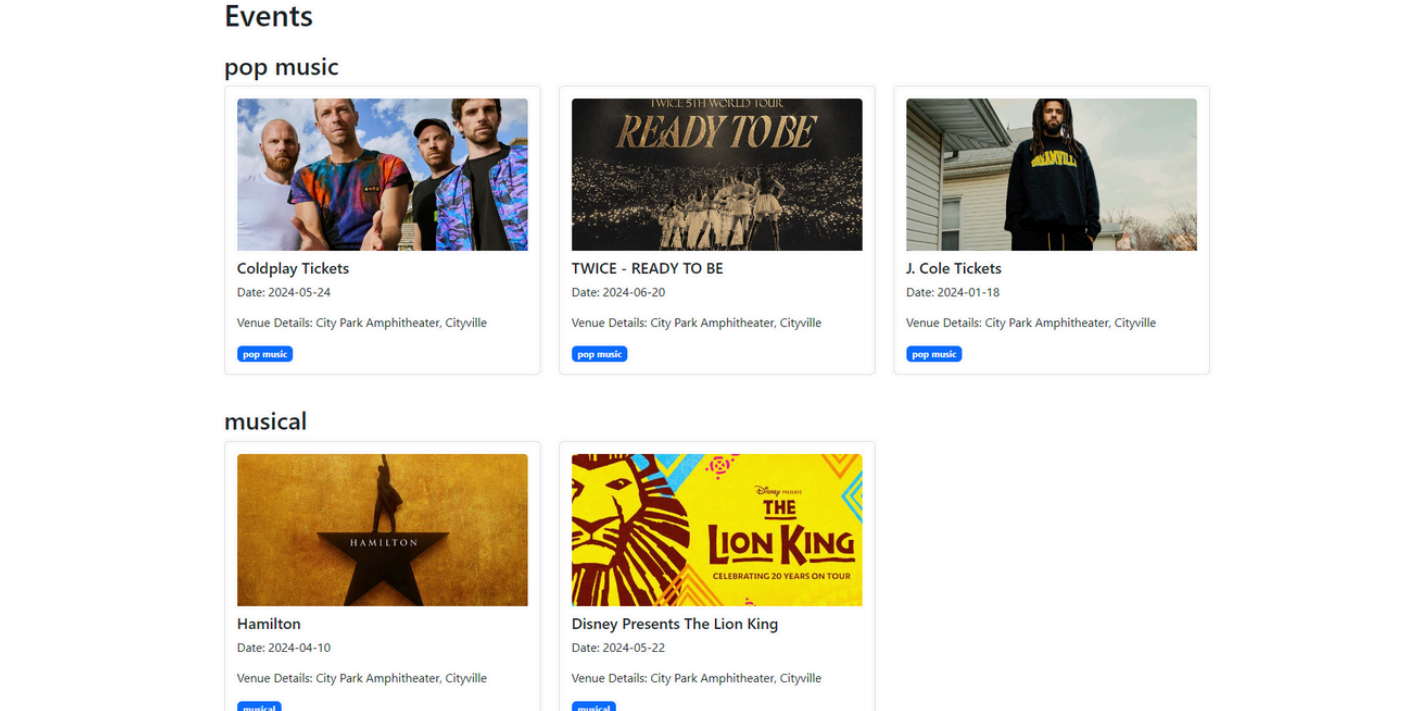 Events
pop music
TWICE 5TH WORLD TOUR
READY TO BE
DREAMVILLE
Coldplay Tickets
TWICE - READY TO BE
J. Cole Tickets
Date: 2024-05-24
Date: 2024-06-20
Date: 2024-01-18
Venue Details: City Park Amphitheater, Cityville
Venue Details: City Park Amphitheater, Cityville
Venue Details: City Park Amphitheater, Cityville
pop music
pop music
pop music
musical
HAMILTON
Disney PRESENTS
THE
LION KING
CELEBRATING 20 YEARS ON TOUR
Hamilton
Disney Presents The Lion King
Date: 2024-04-10
Date: 2024-05-22
Venue Details: City Park Amphitheater, Cityville
Venue Details: City Park Amphitheater, Cityville
musical
musical